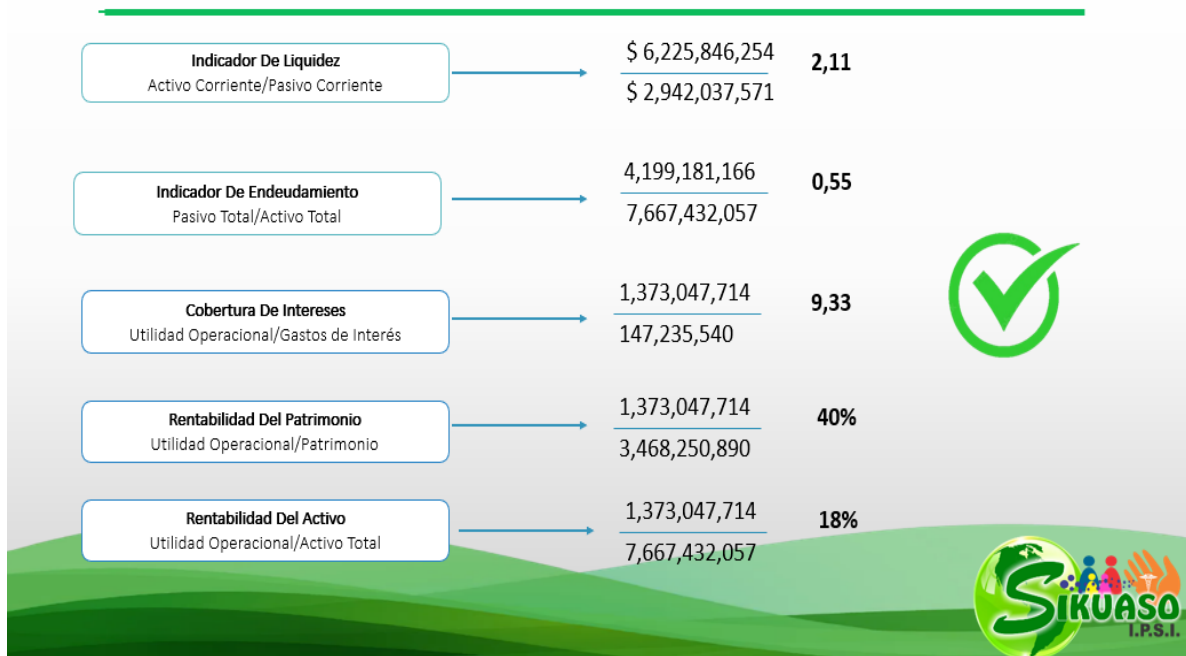 Indicador De Liquidez
Activo Corriente/Pasivo Corriente
$ 6,225,846,254
$ 2,942,037,571
2,11
Indicador De Endeudamiento
Pasivo Total/Activo Total
4,199,181,166
7,667,432,057
0,55
Cobertura De Intereses
Utilidad Operacional/Gastos de Interés
1,373,047,714
147,235,540
9,33
Rentabilidad Del Patrimonio
Utilidad Operacional/Patrimonio
1,373,047,714
3,468,250,890
40%
Rentabilidad Del Activo
Utilidad Operacional/Activo Total
1,373,047,714
7,667,432,057
18%
SIKUASO
I.P.S.I.